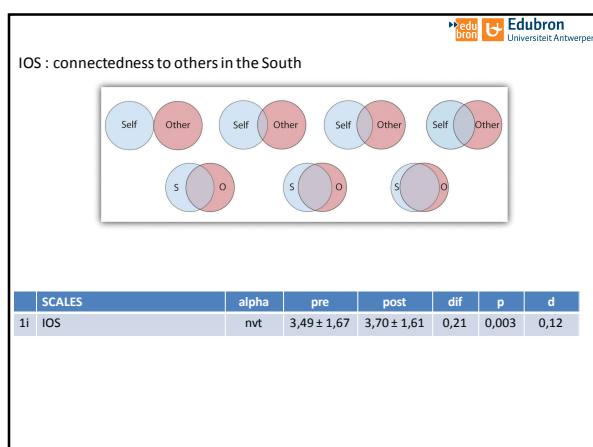 edu
bron
Edubron
Universiteit Antwerpen
IOS : connectedness to others in the South
Self Other Self Other Self Other Self Other
S O S O S O
SCALES alpha pre post dif p d
1i IOS nvt 3,49 ± 1,67 3,70 ± 1,61 0,21 0,003 0,12